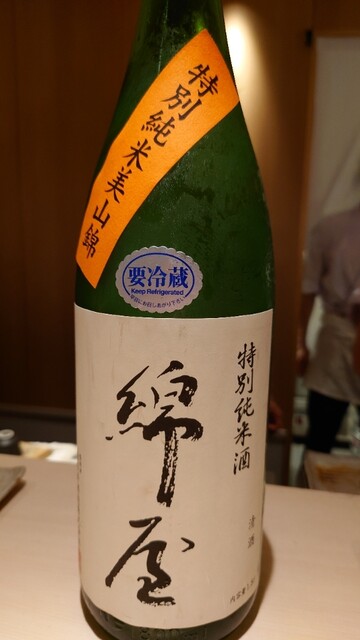 特別純米美山錦
要冷蔵
Keep Refrigerated
特別純米酒
綿屋
清酒